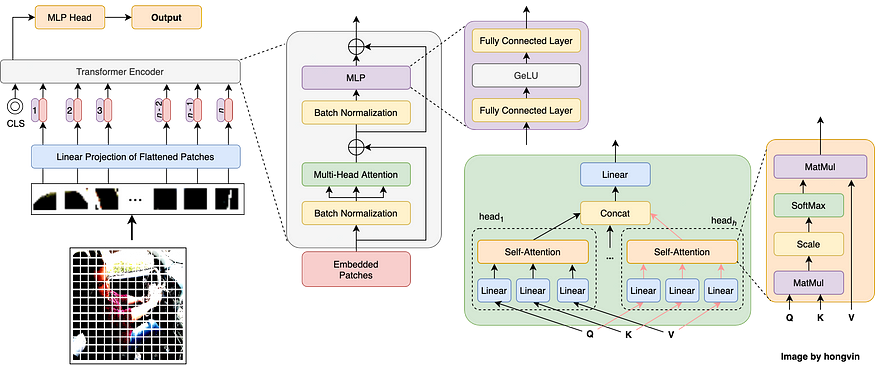 MLP Head
Output
Transformer Encoder
CLS
1
2
3
n-2
n-1
n
Linear Projection of Flattened Patches
...
MLP
Batch Normalization
Multi-Head Attention
Batch Normalization
Embedded
Patches
Fully Connected Layer
GeLU
Fully Connected Layer
Linear
Concat
head1
headh
Self-Attention
...
Self-Attention
Linear
Linear
Linear
Linear
Linear
Linear
Q
K
V
MatMul
SoftMax
Scale
MatMul
Q
K
V
Image by hongvin